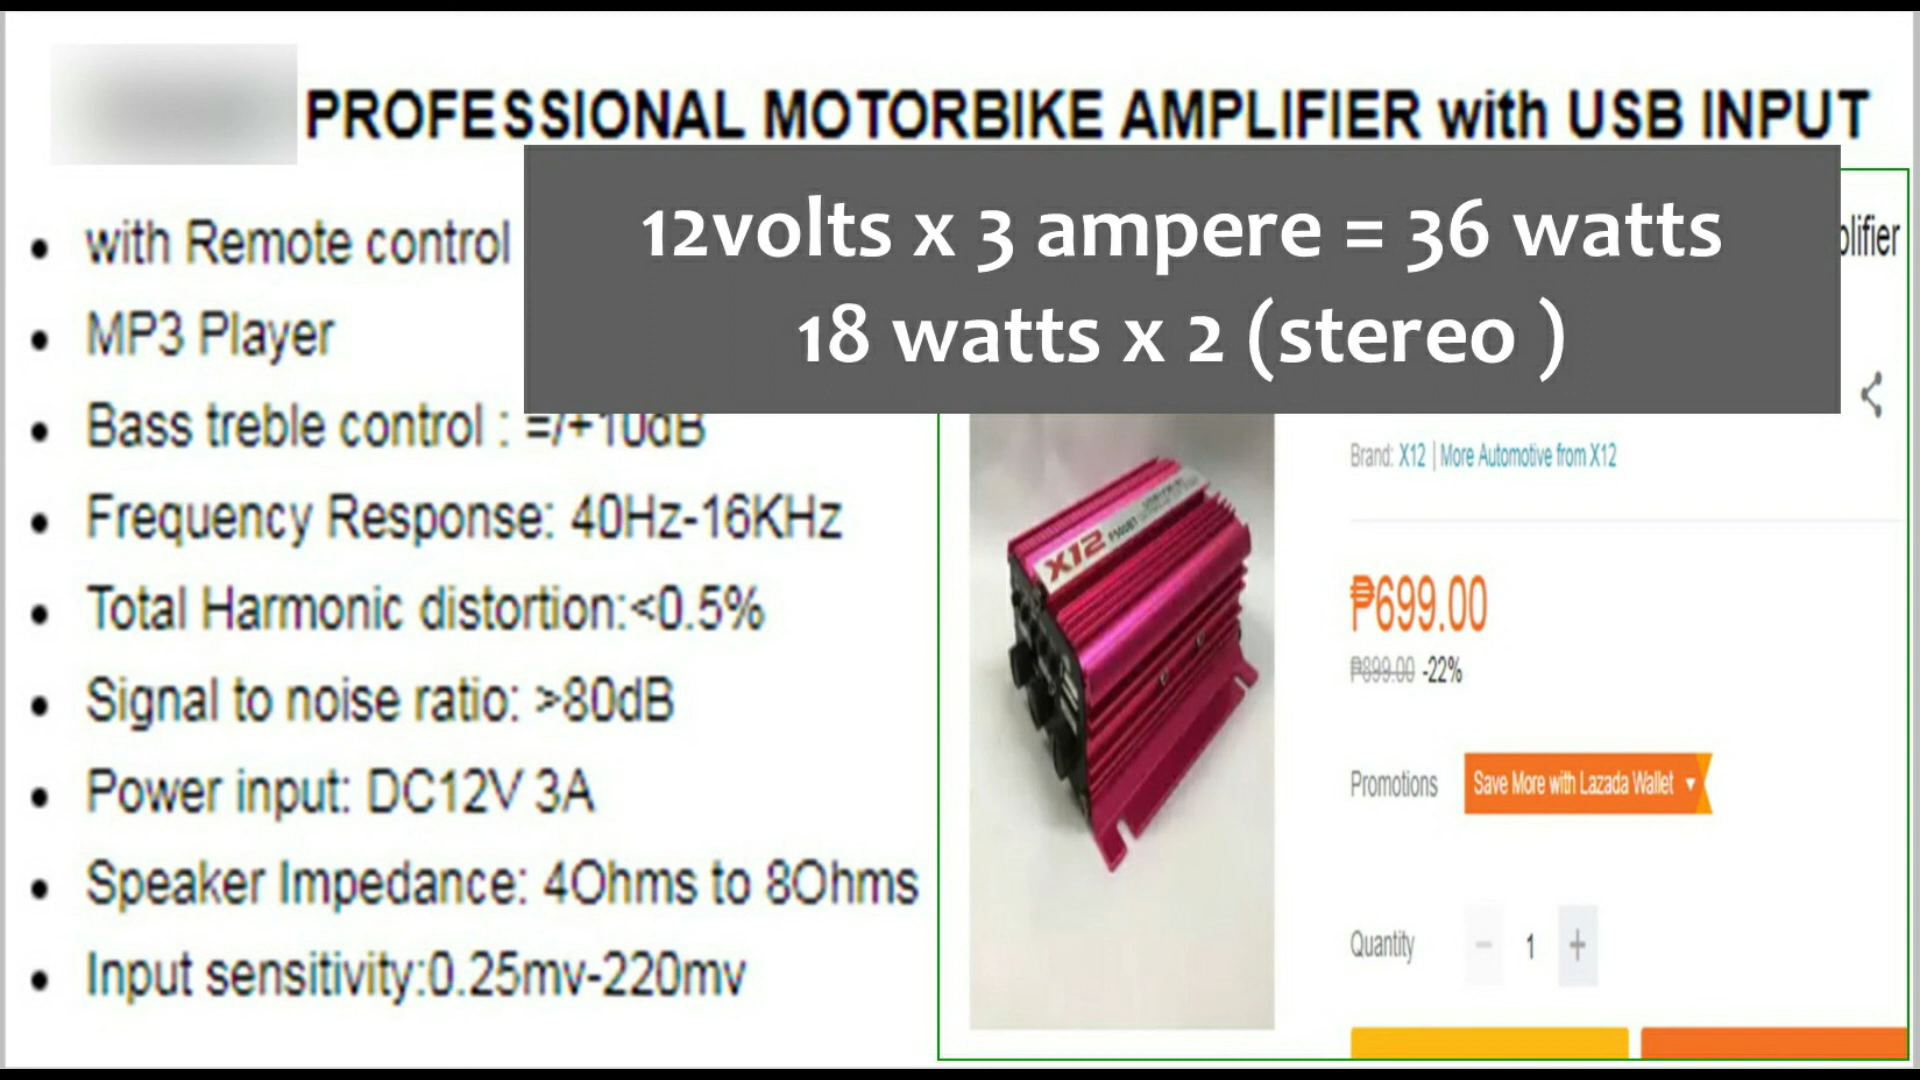 PROFESSIONAL MOTORBIKE AMPLIFIER with USB INPUT
12volts x 3 ampere = 36 watts
18 watts x 2 (stereo )
• with Remote control
• MP3 Player
• Bass treble control : =/+10dB
• Frequency Response: 40Hz-16KHz
• Total Harmonic distortion:<0.5%
• Signal to noise ratio: >80dB
• Power input: DC12V 3A
• Speaker Impedance: 4Ohms to 8Ohms
• Input sensitivity:0.25mv-220mv
plifier
Brand: X12 | More Automotive from X12
X12
₱699.00
₱899.00 -22%
Promotions Save More with Lazada Wallet
Quantity − 1 +